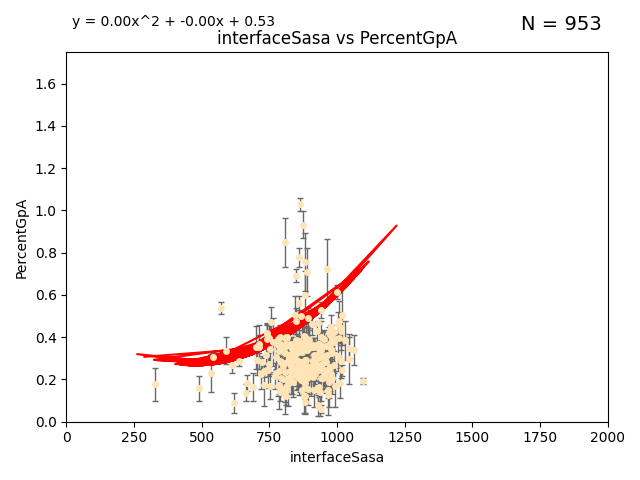 y = 0.00x^2 + -0.00x + 0.53
N = 953
interfaceSasa vs PercentGpA
PercentGpA
1.6
1.4
1.2
1.0
0.8
0.6
0.4
0.2
0.0
0 250 500 750 1000 1250 1500 1750 2000
interfaceSasa